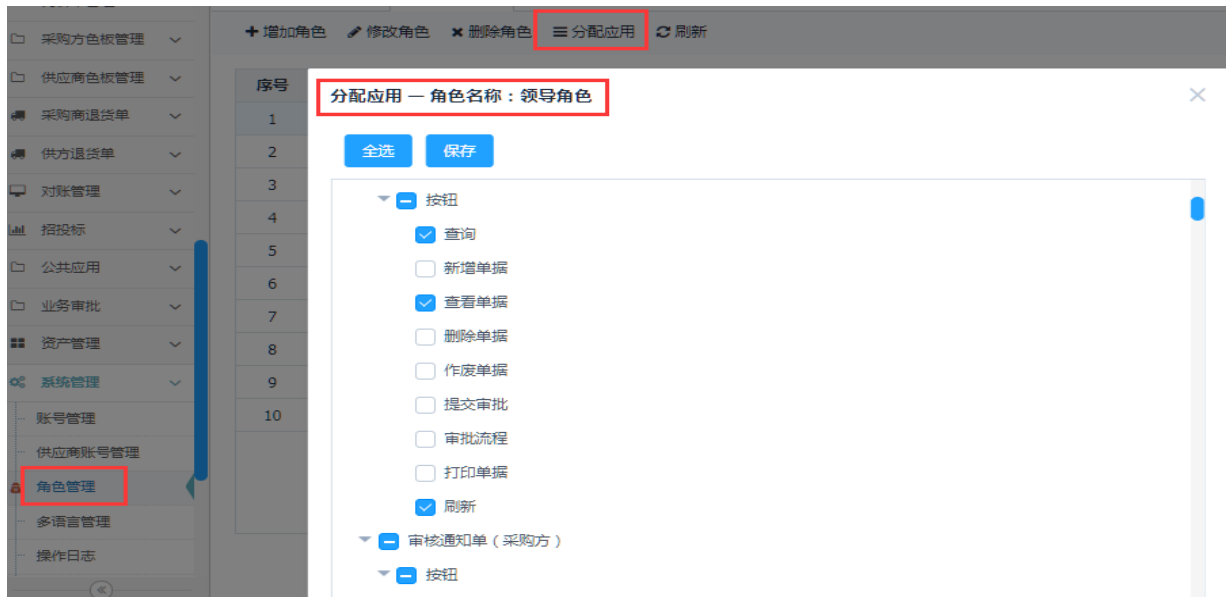 增加角色 修改角色 删除角色 分配应用 刷新
采购方色板管理
供应商色板管理
采购商退货单
供方退货单
对账管理
招投标
公共应用
业务审批
资产管理
系统管理
账号管理
供应商账号管理
角色管理
多语言管理
操作日志
序号
1
2
3
4
5
6
7
8
9
10
分配应用 — 角色名称：领导角色
全选 保存
按钮
查询
新增单据
查看单据
删除单据
作废单据
提交审批
审批流程
打印单据
刷新
审核通知单（采购方）
按钮